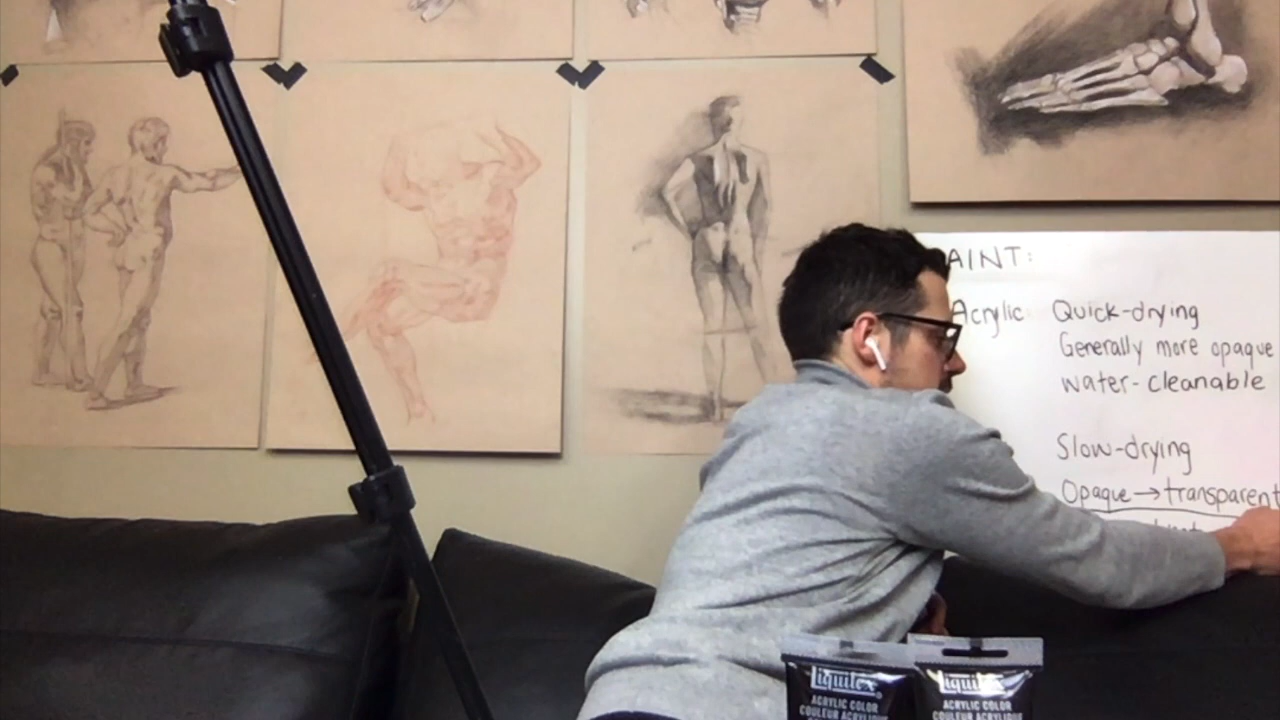 AINT:
Acrylic Quick-drying
Generally more opaque
water-cleanable
Slow-drying
Opaque→transparent
Liquitex Liquitex
ACRYLIC COLOR ACRYLIC COLOR
COULEUR ACRYLIQUE COULEUR ACRYLIQUE